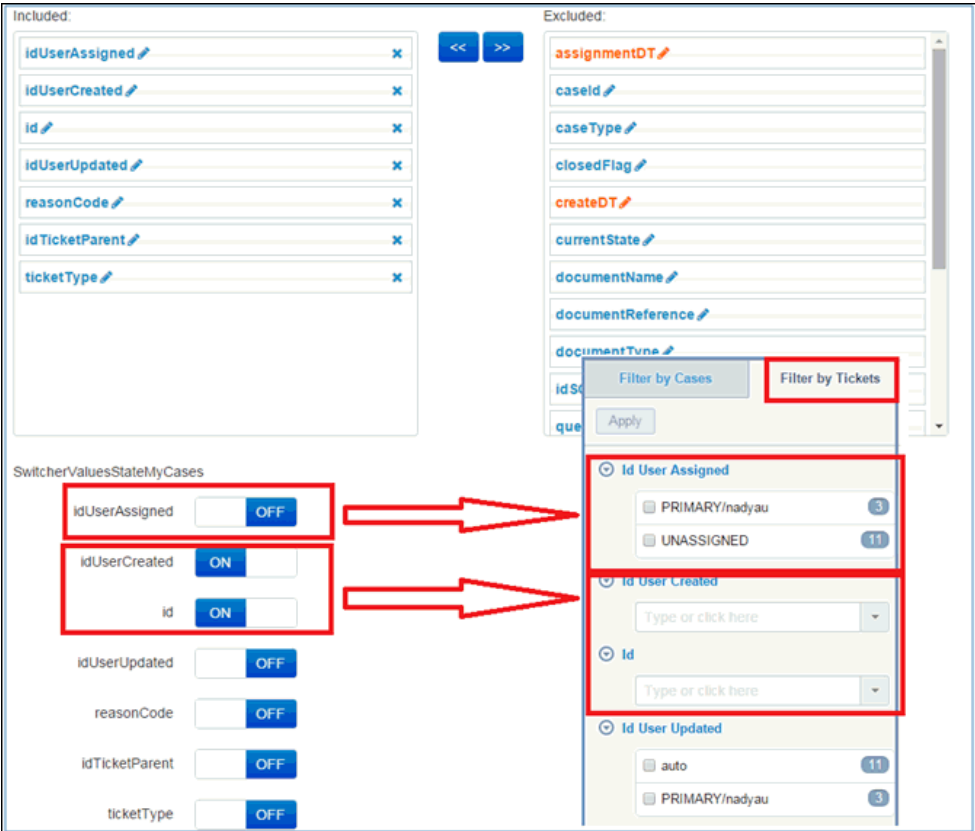 Included:
idUserAssigned
idUserCreated
id
idUserUpdated
reasonCode
idTicketParent
ticketType
<< >>
Excluded:
assignmentDT
caseId
caseType
closedFlag
createDT
currentState
documentName
documentReference
documentType
idSC
que
SwitcherValuesStateMyCases
idUserAssigned OFF
idUserCreated ON
id ON
idUserUpdated OFF
reasonCode OFF
idTicketParent OFF
ticketType OFF
Filter by Cases Filter by Tickets
Apply
Id User Assigned
PRIMARY/nadyau 3
UNASSIGNED 11
Id User Created
Type or click here
Id
Type or click here
Id User Updated
auto 11
PRIMARY/nadyau 3